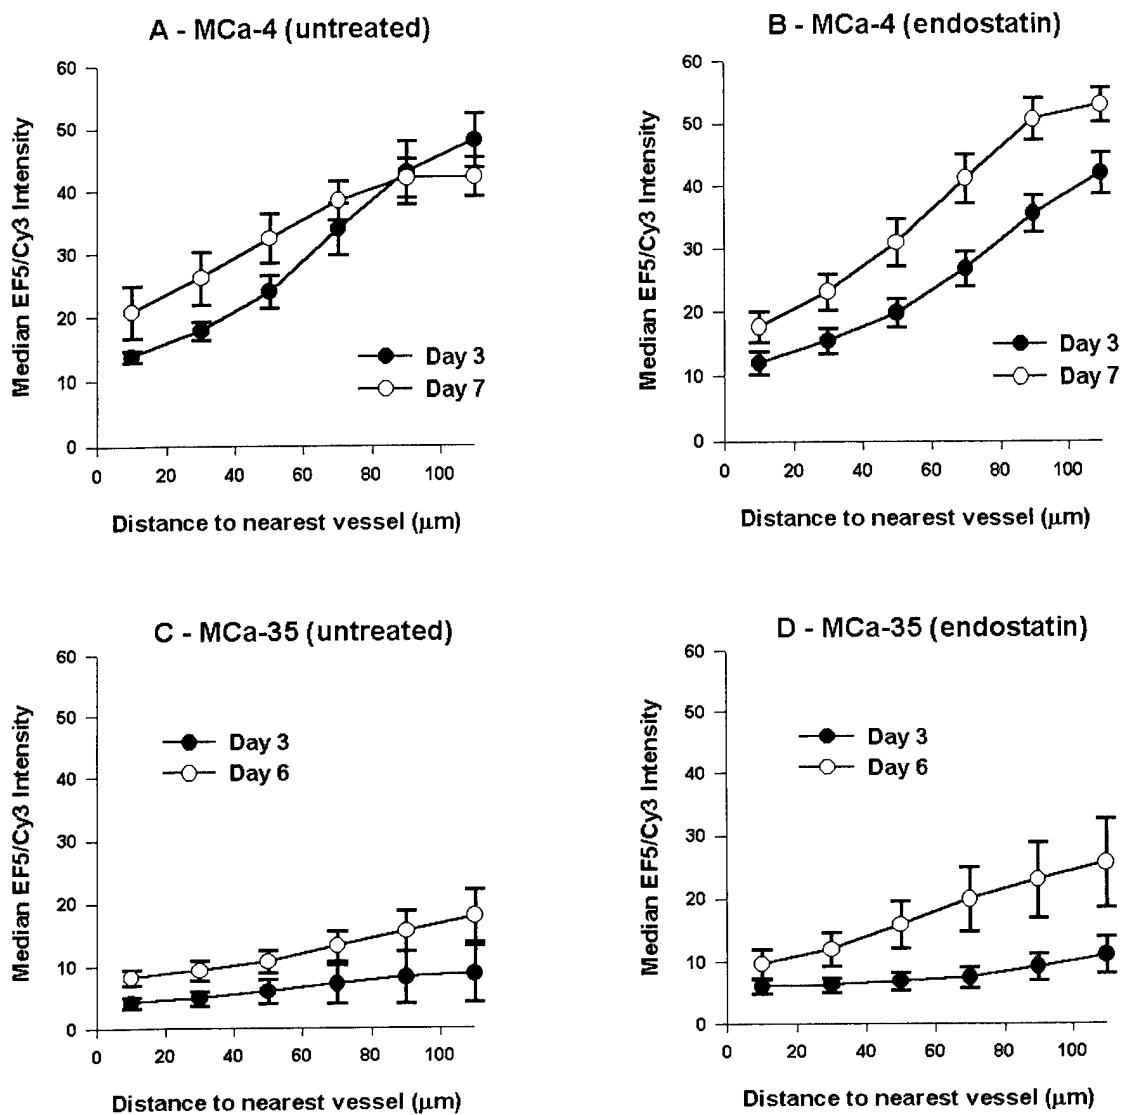 A - MCa-4 (untreated)
Median EF5/Cy3 Intensity
60
50
40
30
20
10
0
Day 3
Day 7
0 20 40 60 80 100
Distance to nearest vessel (μm)
B - MCa-4 (endostatin)
Median EF5/Cy3 Intensity
60
50
40
30
20
10
0
Day 3
Day 7
0 20 40 60 80 100
Distance to nearest vessel (μm)
C - MCa-35 (untreated)
Median EF5/Cy3 Intensity
60
50
40
30
20
10
0
Day 3
Day 6
0 20 40 60 80 100
Distance to nearest vessel (μm)
D - MCa-35 (endostatin)
Median EF5/Cy3 Intensity
60
50
40
30
20
10
0
Day 3
Day 6
0 20 40 60 80 100
Distance to nearest vessel (μm)